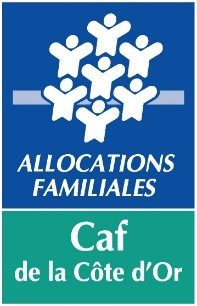 ALLOCATIONS
FAMILIALES
Caf
de la Côte d'Or